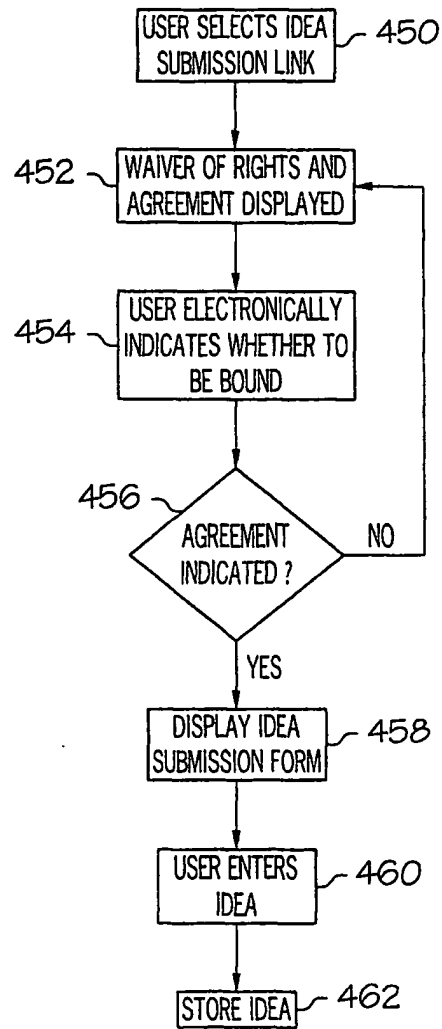 USER SELECTS IDEA
SUBMISSION LINK
450
452
WAIVER OF RIGHTS AND
AGREEMENT DISPLAYED
454
USER ELECTRONICALLY
INDICATES WHETHER TO
BE BOUND
456
AGREEMENT
INDICATED ?
NO
YES
DISPLAY IDEA
SUBMISSION FORM
458
USER ENTERS
IDEA
460
STORE IDEA
462